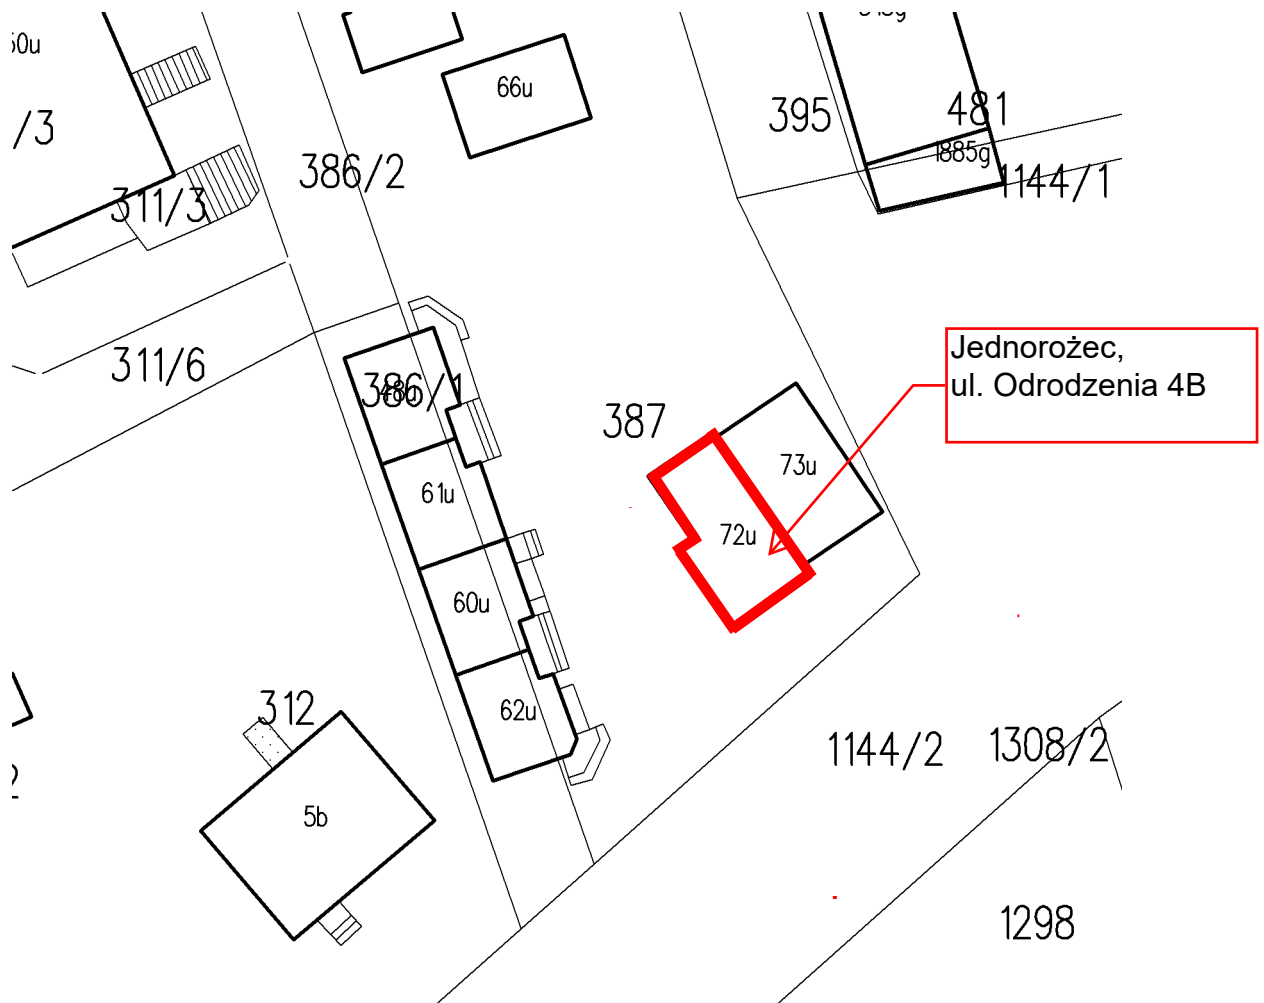 66u
395
481
/3
1885g
386/2
1144/1
311/3
Jednorożec,
ul. Odrodzenia 4B
311/6
386/1
387
73u
61u
72u
60u
312
62u
1144/2
1308/2
5b
1298